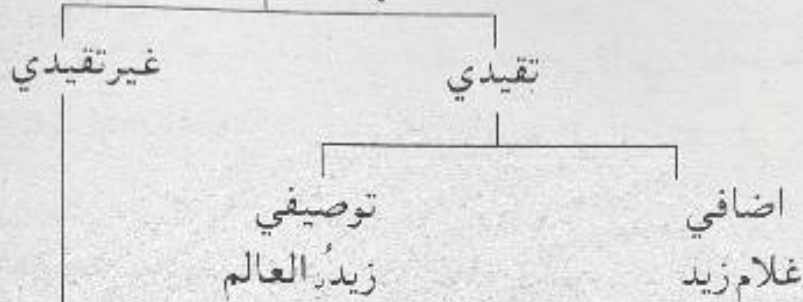 تقيدي غيرتقيدي
اضافي توصيفي
غلام زيد زيدُ العالم